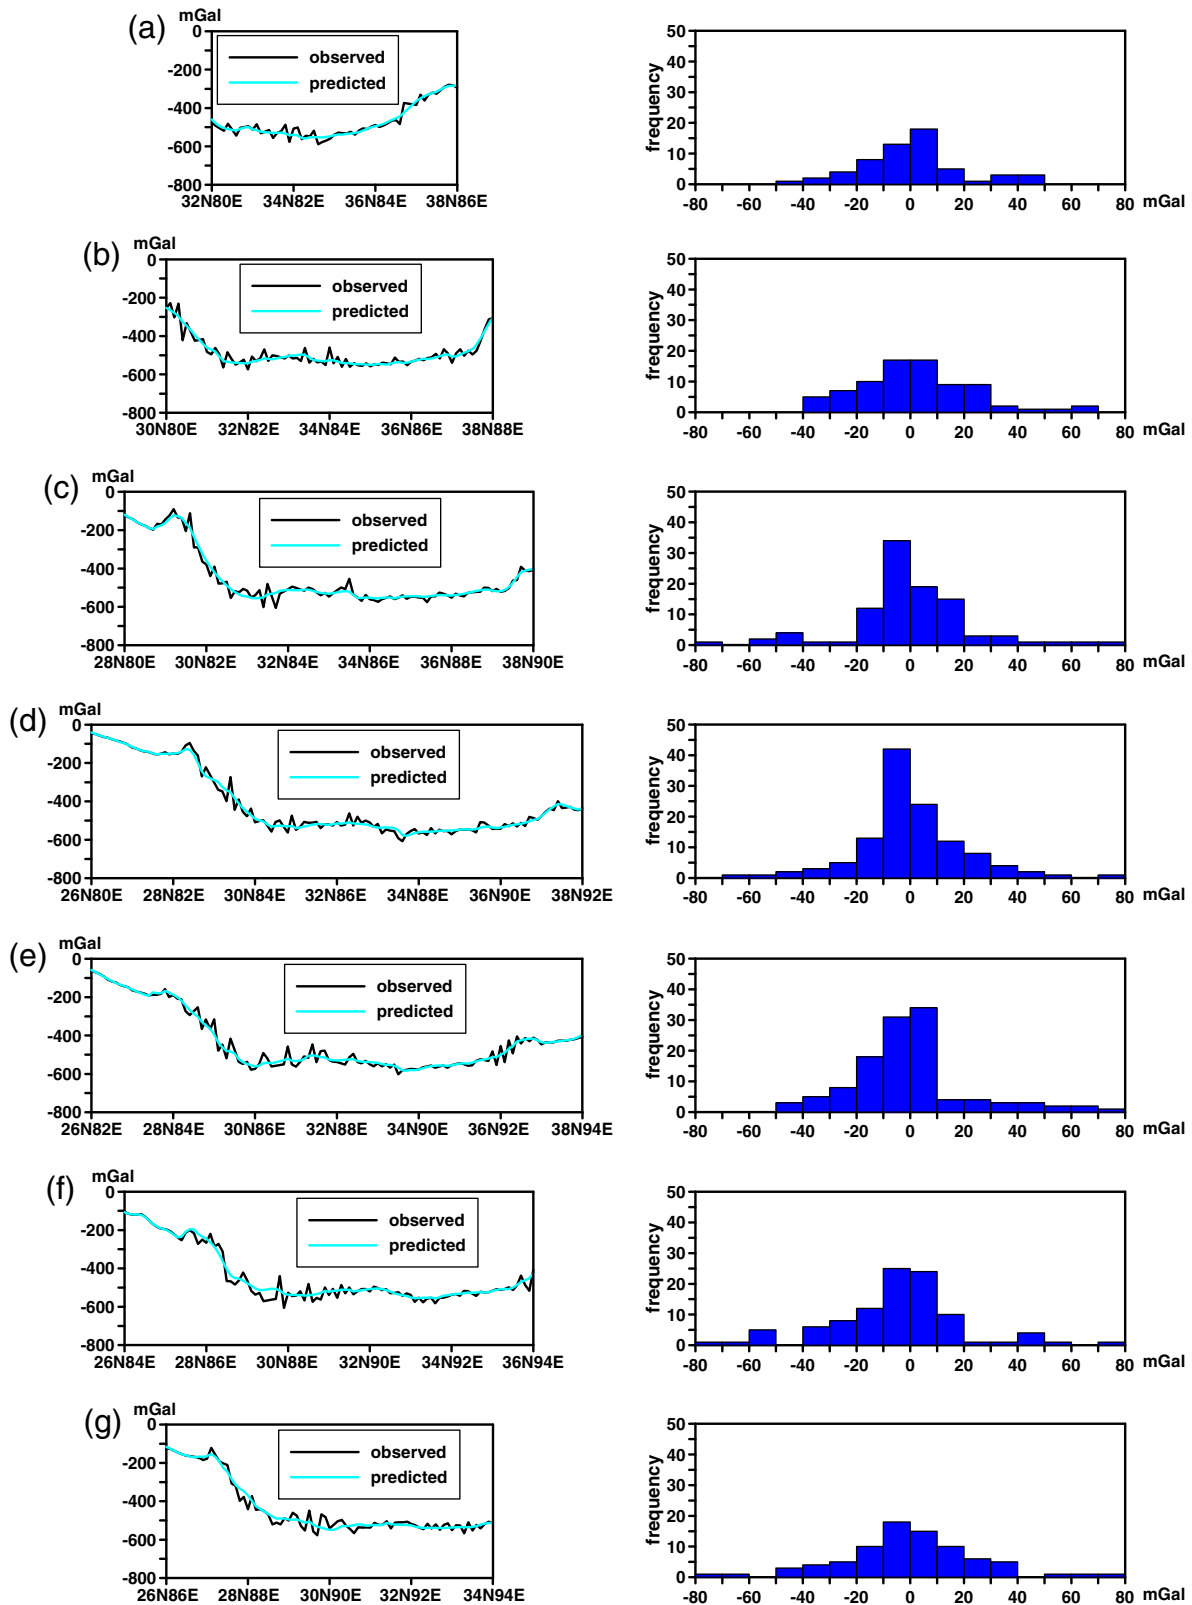 (a)
mGal
0
-200
-400
-600
-800
observed
predicted
32N80E 34N82E 36N84E 38N86E
frequency
50
40
30
20
10
0
-80 -60 -40 -20 0 20 40 60 80 mGal
(b)
mGal
0
-200
-400
-600
-800
observed
predicted
30N80E 32N82E 34N84E 36N86E 38N88E
frequency
50
40
30
20
10
0
-80 -60 -40 -20 0 20 40 60 80 mGal
(c)
mGal
0
-200
-400
-600
-800
observed
predicted
28N80E 30N82E 32N84E 34N86E 36N88E 38N90E
frequency
50
40
30
20
10
0
-80 -60 -40 -20 0 20 40 60 80 mGal
(d)
mGal
0
-200
-400
-600
-800
observed
predicted
26N80E 28N82E 30N84E 32N86E 34N88E 36N90E 38N92E
frequency
50
40
30
20
10
0
-80 -60 -40 -20 0 20 40 60 80 mGal
(e)
mGal
0
-200
-400
-600
-800
observed
predicted
26N82E 28N84E 30N86E 32N88E 34N90E 36N92E 38N94E
frequency
50
40
30
20
10
0
-80 -60 -40 -20 0 20 40 60 80 mGal
(f)
mGal
0
-200
-400
-600
-800
observed
predicted
26N84E 28N86E 30N88E 32N90E 34N92E 36N94E
frequency
50
40
30
20
10
0
-80 -60 -40 -20 0 20 40 60 80 mGal
(g)
mGal
0
-200
-400
-600
-800
observed
predicted
26N86E 28N88E 30N90E 32N92E 34N94E
frequency
50
40
30
20
10
0
-80 -60 -40 -20 0 20 40 60 80 mGal